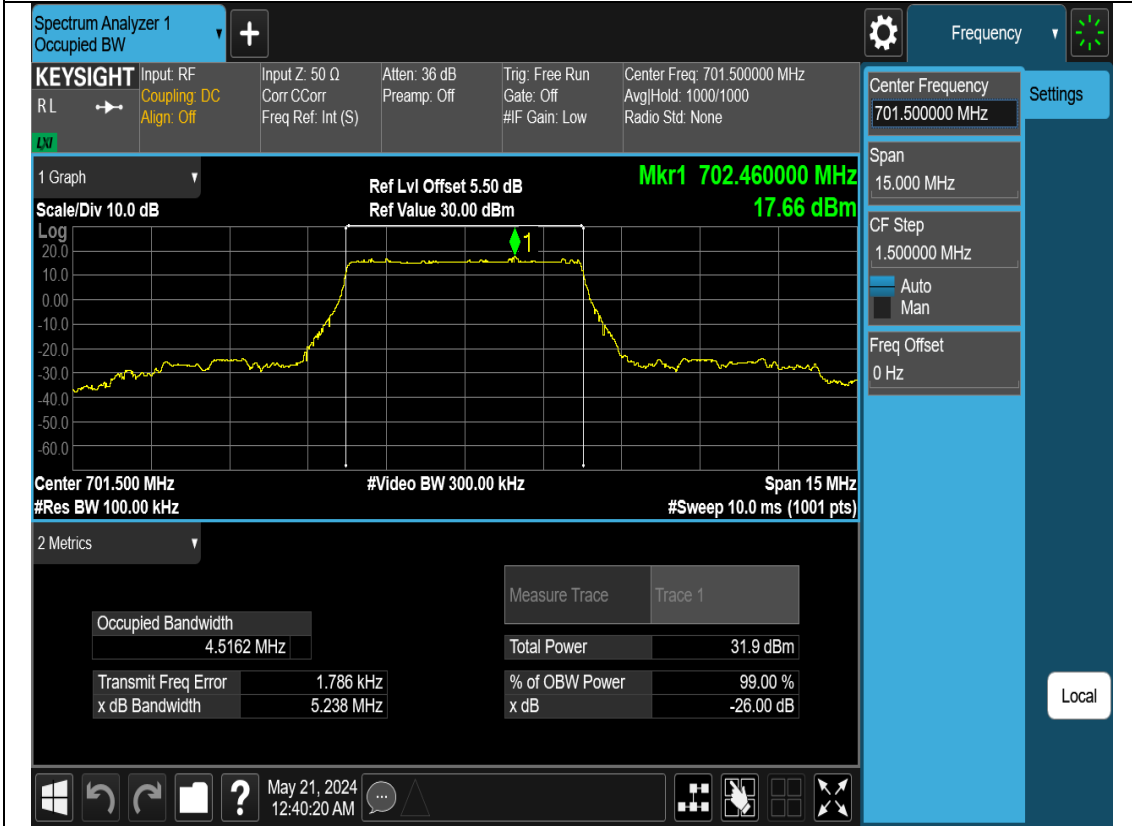 Spectrum Analyzer 1
Occupied BW
+
Frequency
KEYSIGHT
R L
LXI
Input: RF
Coupling: DC
Align: Off
Input Z: 50 Ω
Corr CCorr
Freq Ref: Int (S)
Atten: 36 dB
Preamp: Off
Trig: Free Run
Gate: Off
#IF Gain: Low
Center Freq: 701.500000 MHz
Avg|Hold: 1000/1000
Radio Std: None
Center Frequency
701.500000 MHz
Settings
Span
15.000 MHz
CF Step
1.500000 MHz
Auto
Man
Freq Offset
0 Hz
Local
1 Graph
Scale/Div 10.0 dB
Ref Lvl Offset 5.50 dB
Ref Value 30.00 dBm
Mkr1 702.460000 MHz
17.66 dBm
Log
1
20.0
10.0
0.00
-10.0
-20.0
-30.0
-40.0
-50.0
-60.0
Center 701.500 MHz
#Video BW 300.00 kHz
Span 15 MHz
#Res BW 100.00 kHz
#Sweep 10.0 ms (1001 pts)
2 Metrics
Measure Trace Trace 1
Occupied Bandwidth
4.5162 MHz
Total Power 31.9 dBm
Transmit Freq Error 1.786 kHz
% of OBW Power 99.00 %
x dB Bandwidth 5.238 MHz
x dB -26.00 dB
?
May 21, 2024
12:40:20 AM